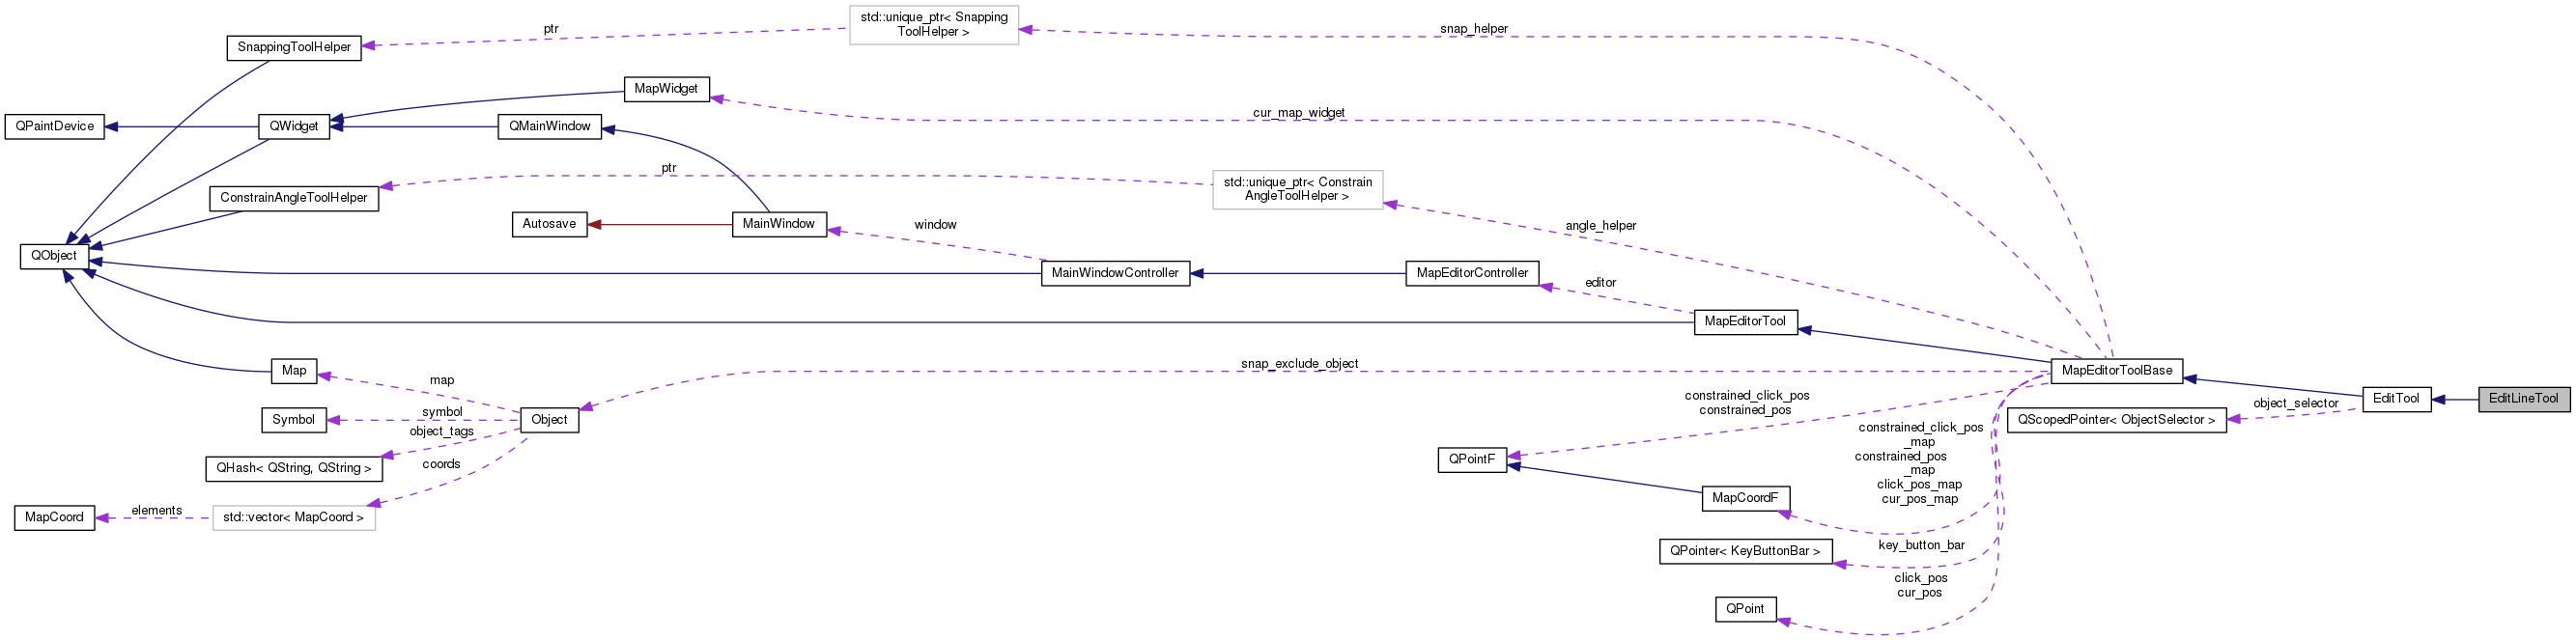 std::unique_ptr< Snapping
ToolHelper >
ptr
snap_helper
SnappingToolHelper
MapWidget
cur_map_widget
QPaintDevice
QWidget
QMainWindow
ptr
std::unique_ptr< Constrain
AngleToolHelper >
ConstrainAngleToolHelper
Autosave
MainWindow
window
angle_helper
QObject
MainWindowController
MapEditorController
editor
MapEditorTool
snap_exclude_object
Map
map
MapEditorToolBase
constrained_click_pos
constrained_pos
Symbol
symbol
Object
object_tags
object_selector
EditTool
EditLineTool
QScopedPointer< ObjectSelector >
constrained_click_pos
_map
constrained_pos
_map
click_pos_map
cur_pos_map
QHash< QString, QString >
coords
QPointF
MapCoordF
MapCoord
elements
std::vector< MapCoord >
QPointer< KeyButtonBar >
key_button_bar
click_pos
cur_pos
QPoint